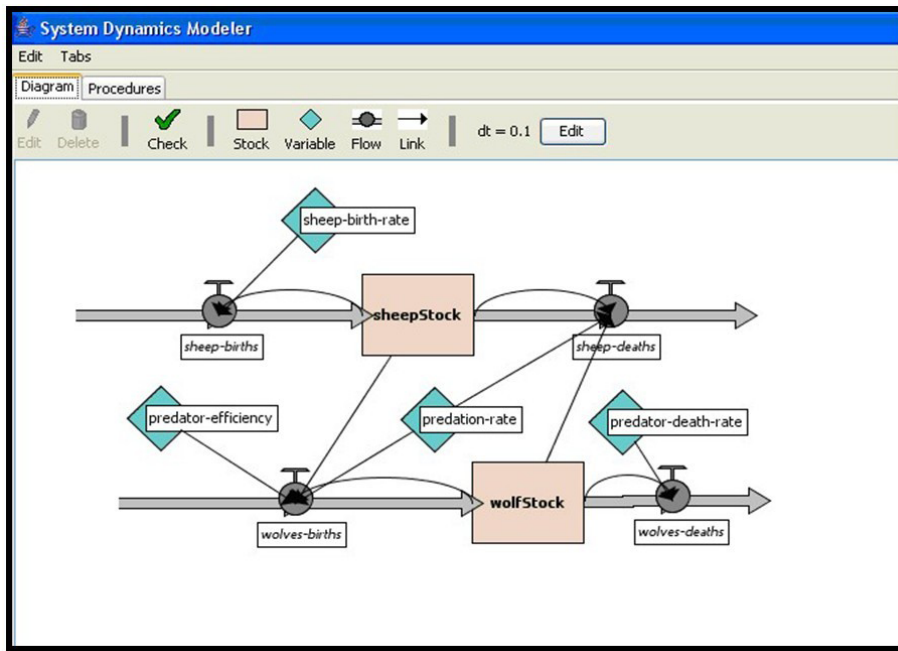 System Dynamics Modeler
Edit Tabs
Diagram Procedures
Edit Delete Check Stock Variable Flow Link dt = 0.1 Edit
sheep-birth-rate
sheepStock
sheep-births sheep-deaths
predator-efficiency predation-rate predator-death-rate
wolfStock
wolves-births wolves-deaths